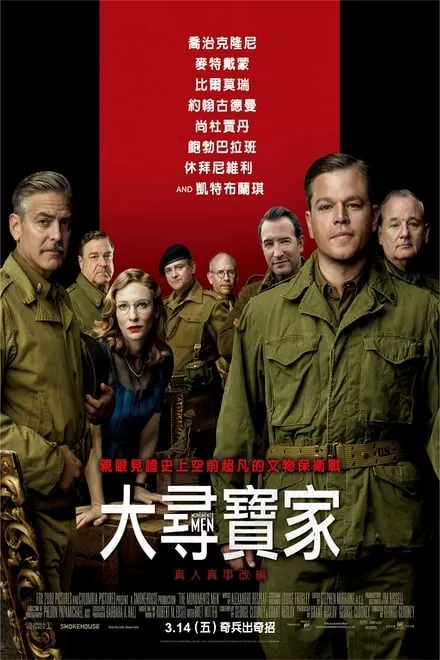 喬治克隆尼
麥特戴蒙
比爾莫瑞
約翰古德曼
尚杜賈丹
鮑勃巴拉班
休拜尼維利
AND 凱特布蘭琪
親眼見證史上空前超凡的文物保衛戰
大尋寶家
MONUMENTS
MEN
真人真事改編
SMOKEHOUSE
3.14 (五) 奇兵出奇招